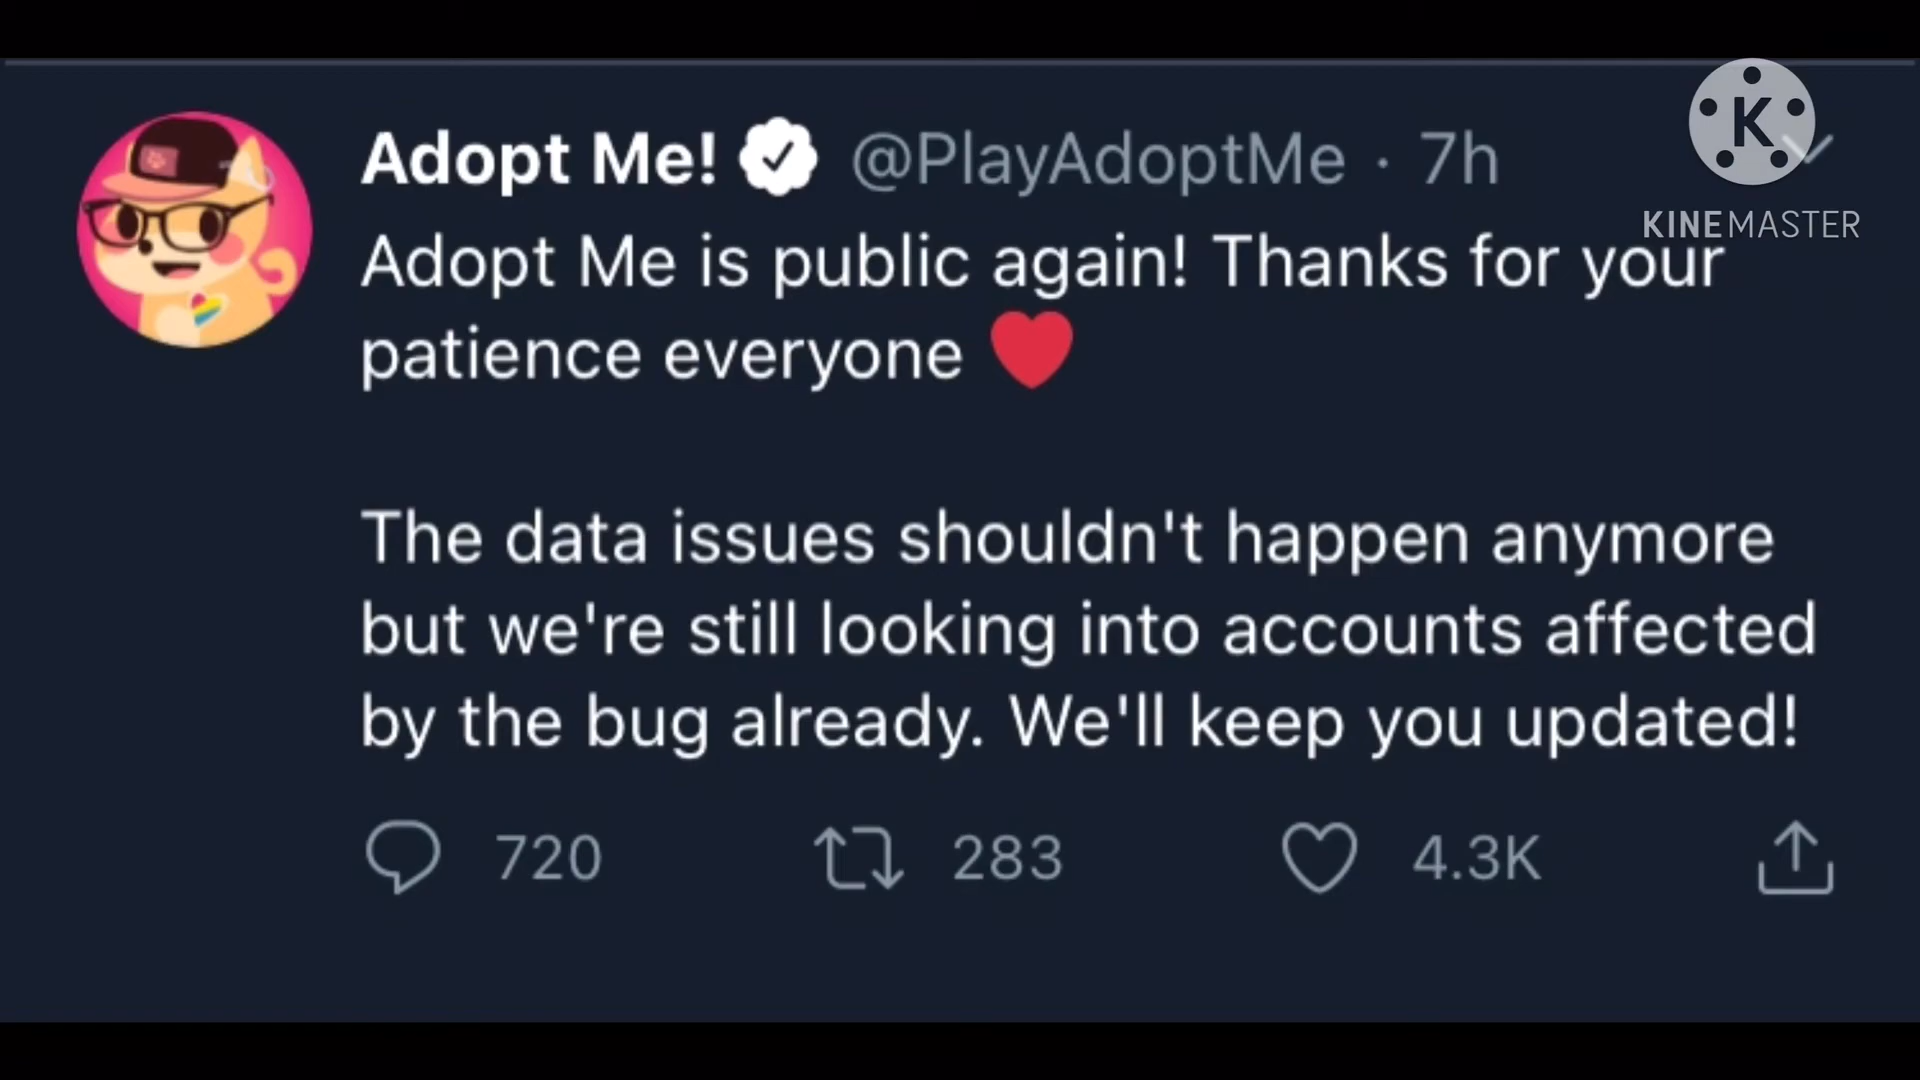 Adopt Me! @PlayAdoptMe · 7h
K
KINEMASTER
Adopt Me is public again! Thanks for your
patience everyone ❤️
The data issues shouldn't happen anymore
but we're still looking into accounts affected
by the bug already. We'll keep you updated!
720 283 4.3K